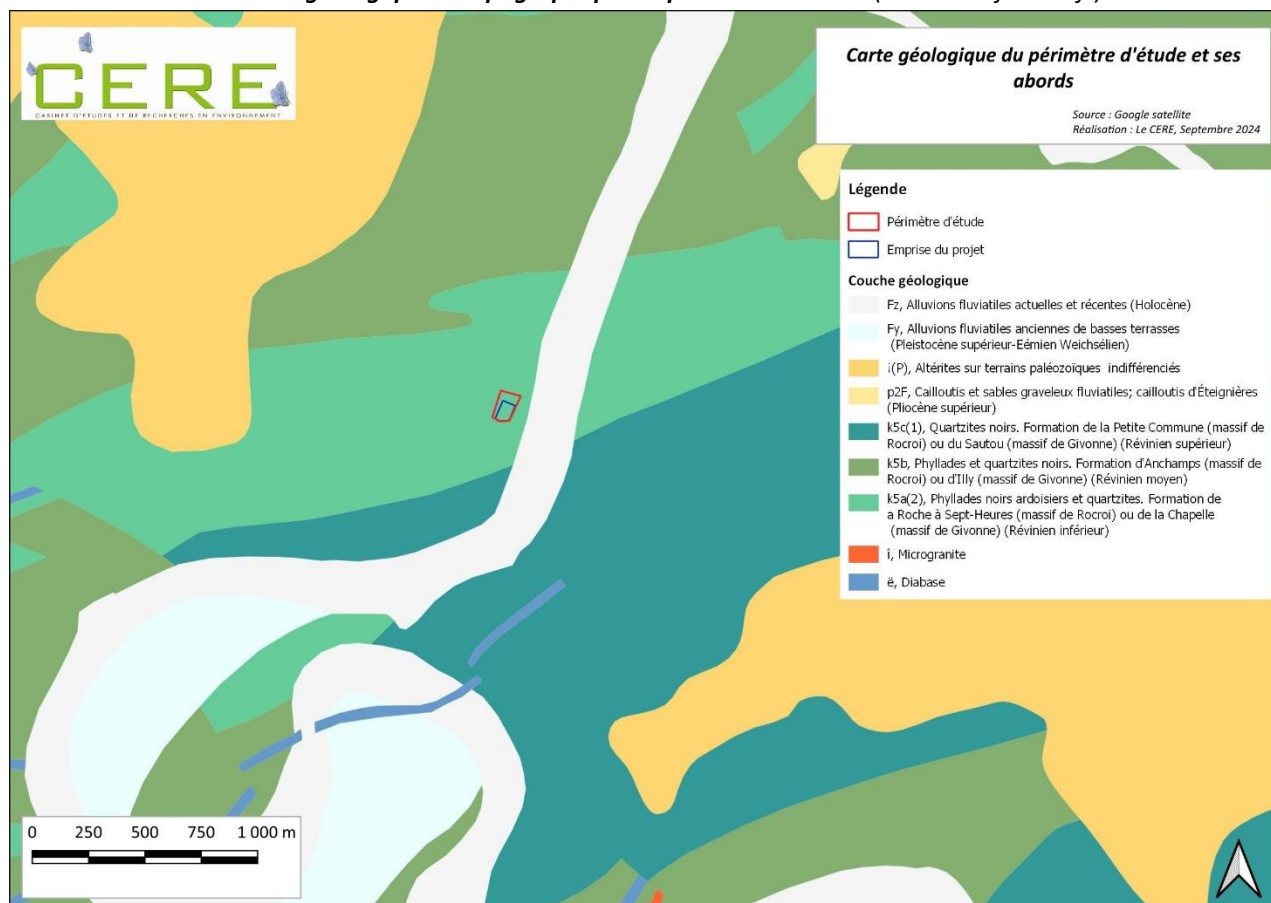 CERE
CABINET D'ETUDES ET DE RECHERCHES EN ENVIRONNEMENT
Carte géologique du périmètre d'étude et ses
abords
Source : Google satellite
Réalisation : Le CERE, Septembre 2024
Légende
Périmètre d'étude
Emprise du projet
Couche géologique
Fz, Alluvions fluviatiles actuelles et récentes (Holocène)
Fy, Alluvions fluviatiles anciennes de basses terrasses
(Pleistocène supérieur-Eémien Weichsélien)
¡(P), Altérites sur terrains paléozoïques indifférenciés
p2F, Cailloutis et sables graveleux fluviatiles; cailloutis d'Éteignières
(Pliocène supérieur)
k5c(1), Quartzites noirs. Formation de la Petite Commune (massif de
Rocroi) ou du Sautou (massif de Givonne) (Révinien supérieur)
k5b, Phyllades et quartzites noirs. Formation d'Anchamps (massif de
Rocroi) ou d'Illy (massif de Givonne) (Révinien moyen)
k5a(2), Phyllades noirs ardoisiers et quartzites. Formation de
a Roche à Sept-Heures (massif de Rocroi) ou de la Chapelle
(massif de Givonne) (Révinien inférieur)
î, Microgranite
ë, Diabase
0 250 500 750 1 000 m